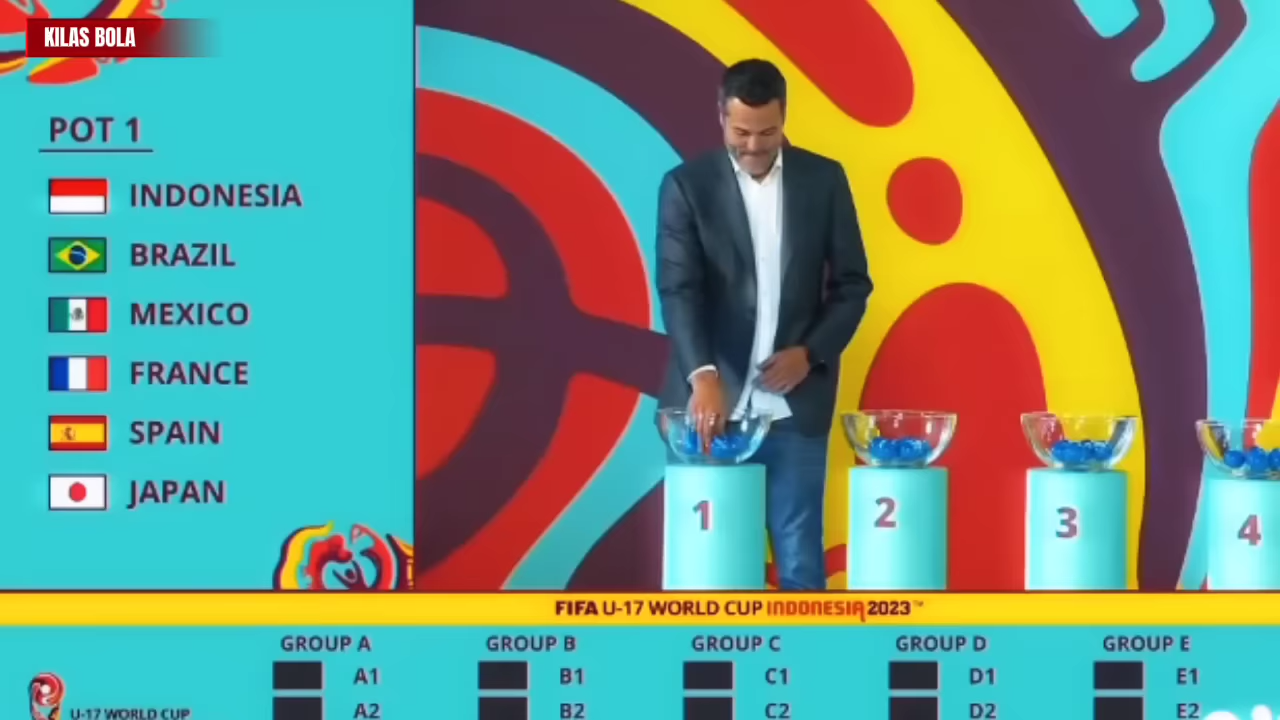 KILAS BOLA
POT 1
INDONESIA
BRAZIL
MEXICO
FRANCE
SPAIN
JAPAN
1
2
3
4
FIFA U-17 WORLD CUP INDONESIA 2023™
GROUP A
GROUP B
GROUP C
GROUP D
GROUP E
A1
B1
C1
D1
E1
A2
B2
C2
D2
E2
U-17 WORLD CUP